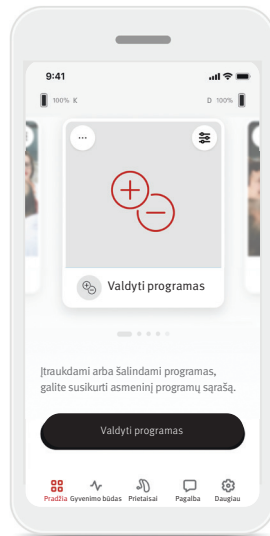 9:41
100% K
D 100%
Valdyti programas
Įtraukdami arba šalindami programas,
galite susikurti asmeninį programų sąrašą.
Valdyti programas
Pradžia Gyvenimo būdas Prietaisai Pagalba Daugiau